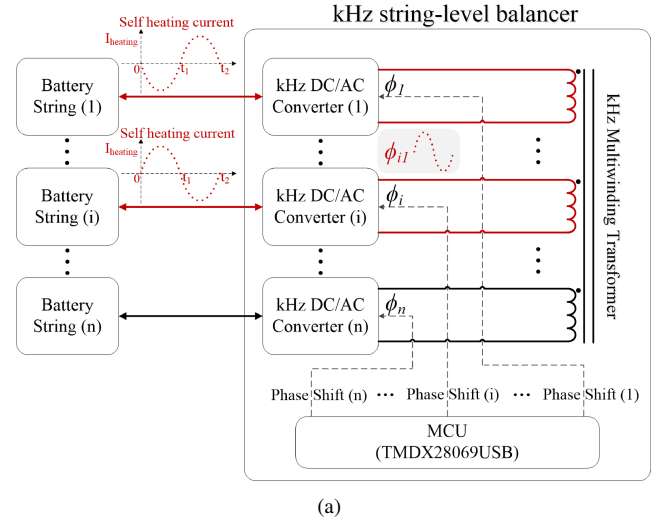 kHz string-level balancer
Self heating current
I_heating
0 t_1 t_2
Battery
String (1)
kHz DC/AC
Converter (1)
ϕ_1
Self heating current
I_heating
0 t_1 t_2
ϕ_i1
Battery
String (i)
kHz DC/AC
Converter (i)
ϕ_i
kHz Multiwinding Transformer
Battery
String (n)
kHz DC/AC
Converter (n)
ϕ_n
Phase Shift (n) ••• Phase Shift (i) ••• Phase Shift (1)
MCU
(TMDX28069USB)
(a)